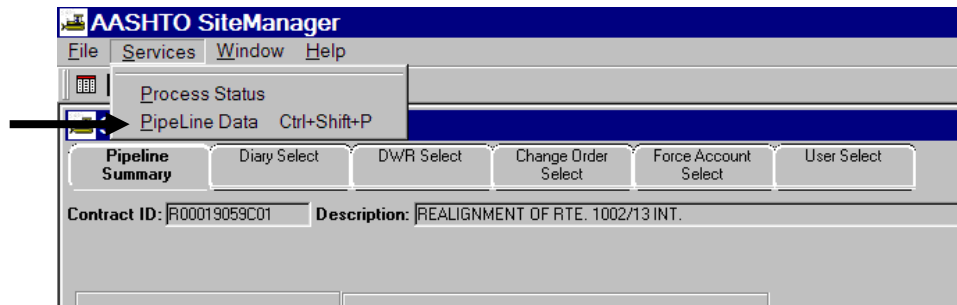 AASHTO SiteManager
File Services Window Help
Process Status
PipeLine Data Ctrl+Shift+P
Pipeline Summary Diary Select DWR Select Change Order Select Force Account Select User Select
Contract ID: R00019059C01 Description: REALIGNMENT OF RTE. 1002/13 INT.